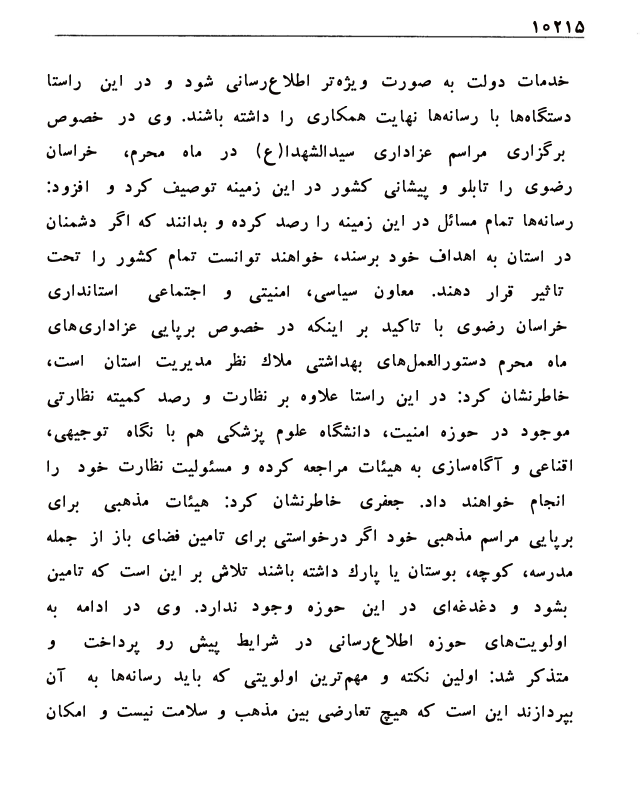 ۱۰۲۱۵
خدمات دولت به صورت ویژه‌تر اطلاع‌رسانی شود و در این راستا
دستگاه‌ها با رسانه‌ها نهایت همکاری را داشته باشند. وی در خصوص
برگزاری مراسم عزاداری سیدالشهدا(ع) در ماه محرم، خراسان
رضوی را تابلو و پیشانی کشور در این زمینه توصیف کرد و افزود:
رسانه‌ها تمام مسائل در این زمینه را رصد کرده و بدانند که اگر دشمنان
در استان به اهداف خود برسند، خواهند توانست تمام کشور را تحت
تاثیر قرار دهند. معاون سیاسی، امنیتی و اجتماعی استانداری
خراسان رضوی با تاکید بر اینکه در خصوص برپایی عزاداری‌های
ماه محرم دستورالعمل‌های بهداشتی ملاك نظر مدیریت استان است،
خاطرنشان کرد: در این راستا علاوه بر نظارت و رصد کمیته نظارتی
موجود در حوزه امنیت، دانشگاه علوم پزشکی هم با نگاه توجیهی،
اقناعی و آگاه‌سازی به هیئات مراجعه کرده و مسئولیت نظارت خود را
انجام خواهند داد. جعفری خاطرنشان کرد: هیئات مذهبی برای
برپایی مراسم مذهبی خود اگر درخواستی برای تامین فضای باز از جمله
مدرسه، کوچه، بوستان یا پارك داشته باشند تلاش بر این است که تامین
بشود و دغدغه‌ای در این حوزه وجود ندارد. وی در ادامه به
اولویت‌های حوزه اطلاع‌رسانی در شرایط پیش رو پرداخت و
متذکر شد: اولین نکته و مهم‌ترین اولویتی که باید رسانه‌ها به آن
بپردازند این است که هیچ تعارضی بین مذهب و سلامت نیست و امکان